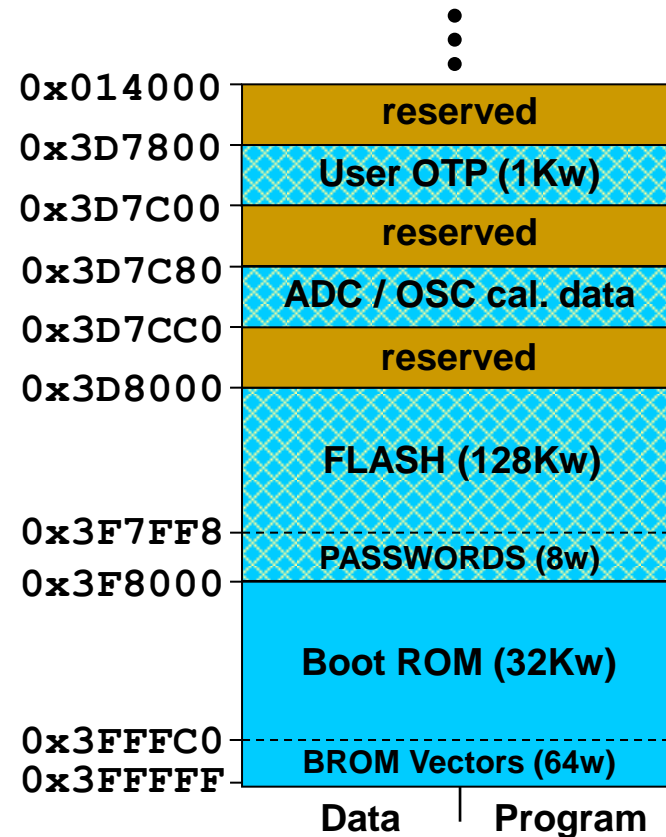 0x014000
reserved
0x3D7800
User OTP (1Kw)
0x3D7C00
reserved
0x3D7C80
ADC / OSC cal. data
0x3D7CC0
reserved
0x3D8000
FLASH (128Kw)
0x3F7FF8
PASSWORDS (8w)
0x3F8000
Boot ROM (32Kw)
0x3FFFC0
BROM Vectors (64w)
0x3FFFFF
Data Program